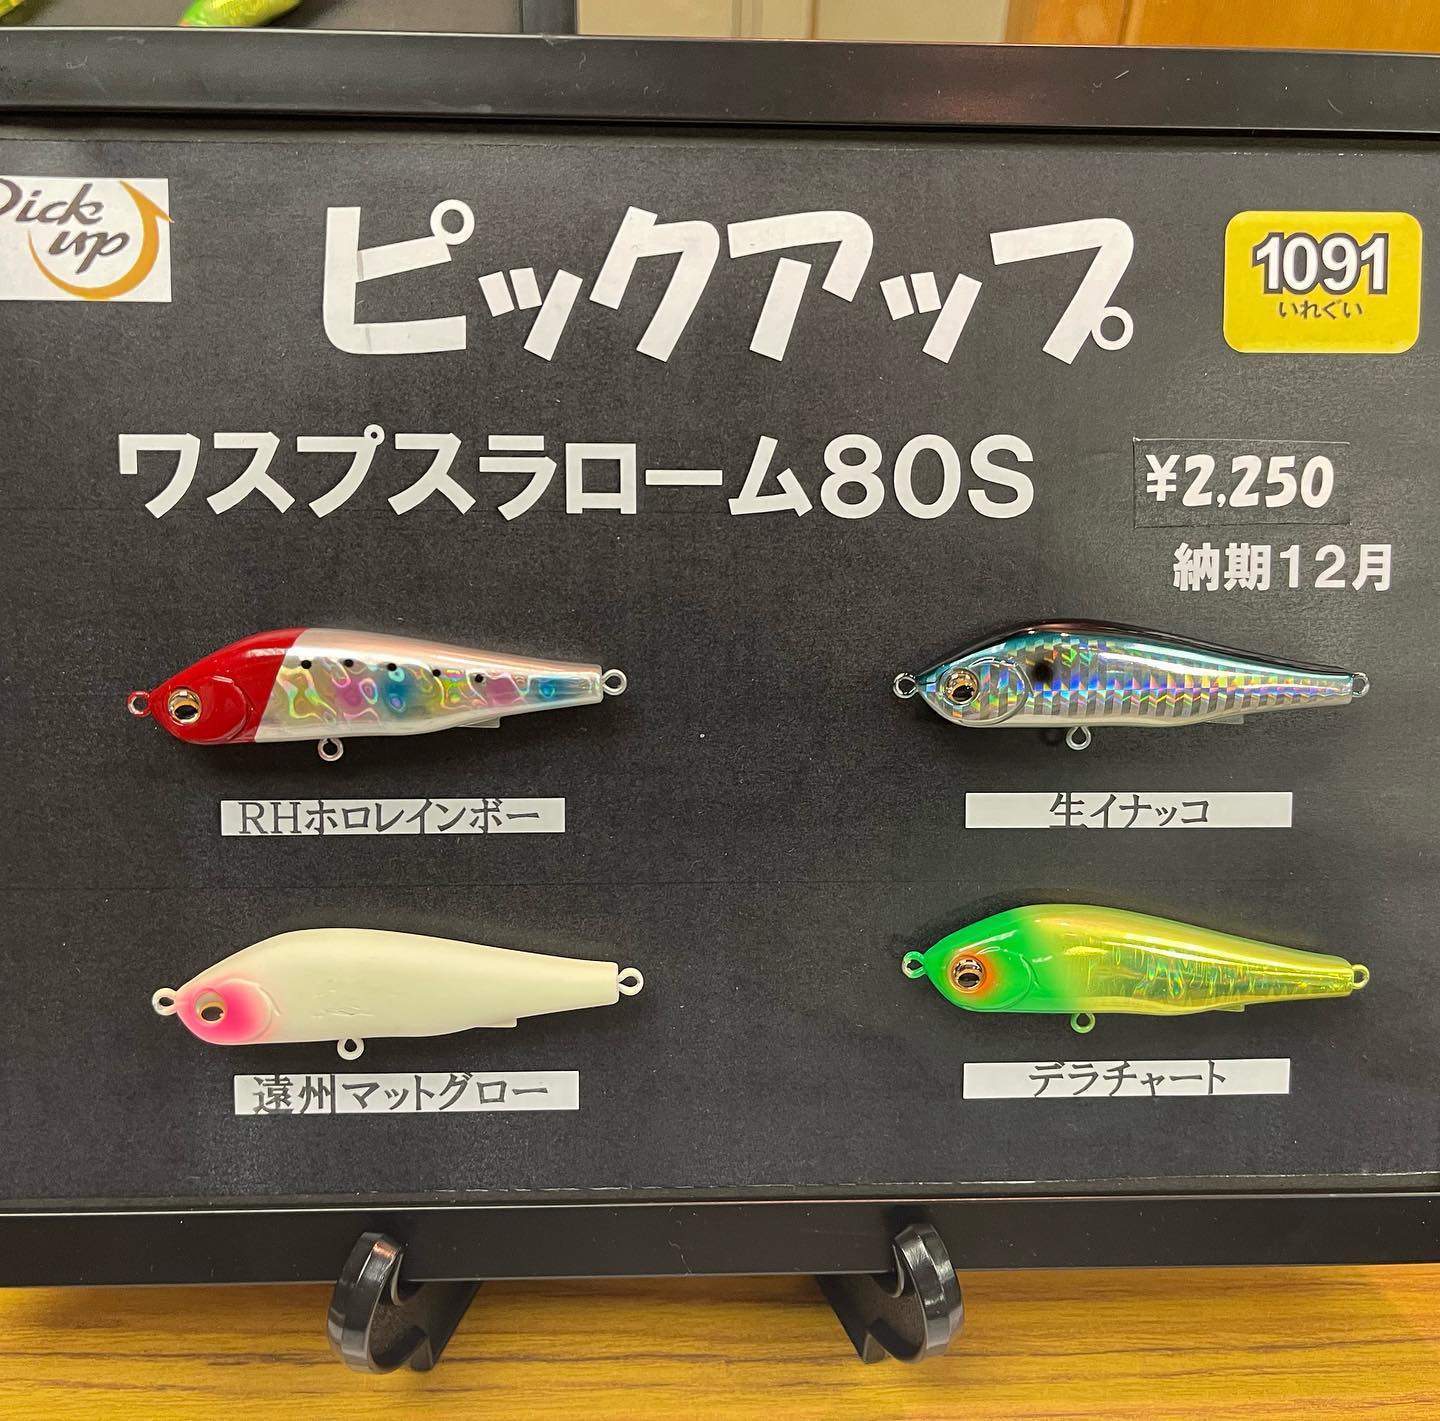 Pick
up
ピックアップ
1091
いれぐい
ワスプスラローム80S
¥2,250
納期12月
RHホロレインボー
生イナッコ
遠州マットグロー
デラチャート